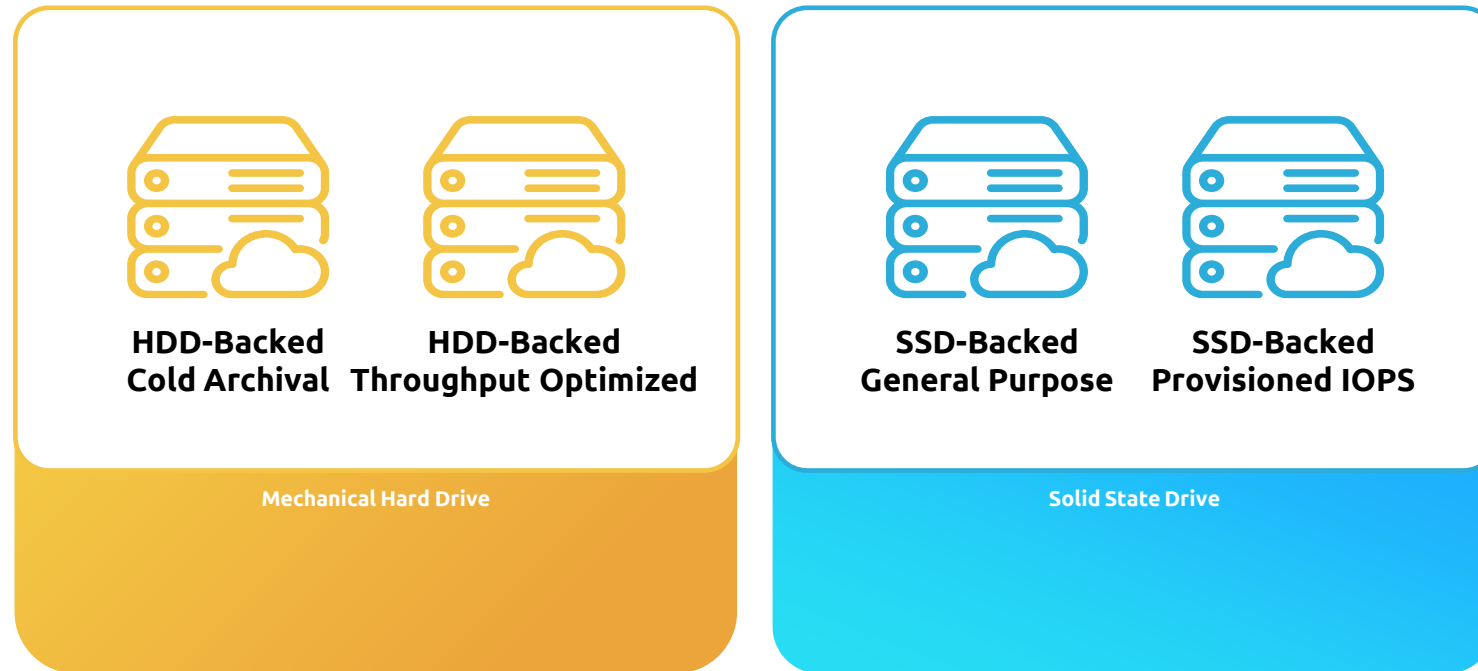 HDD-Backed
Cold Archival
HDD-Backed
Throughput Optimized
Mechanical Hard Drive
SSD-Backed
General Purpose
SSD-Backed
Provisioned IOPS
Solid State Drive